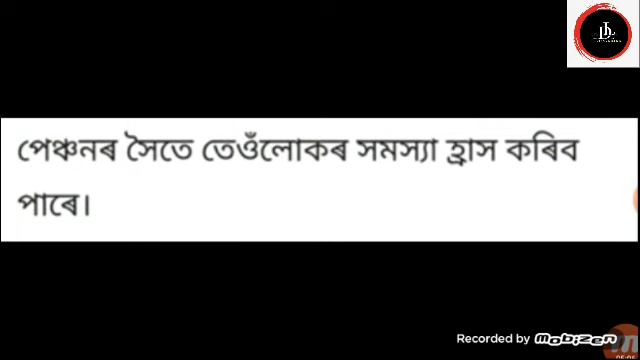 পেঞ্চনৰ সৈতে তেওঁলোকৰ সমস্যা হ্ৰাস কৰিব
পাৰে।
Recorded by mobizen